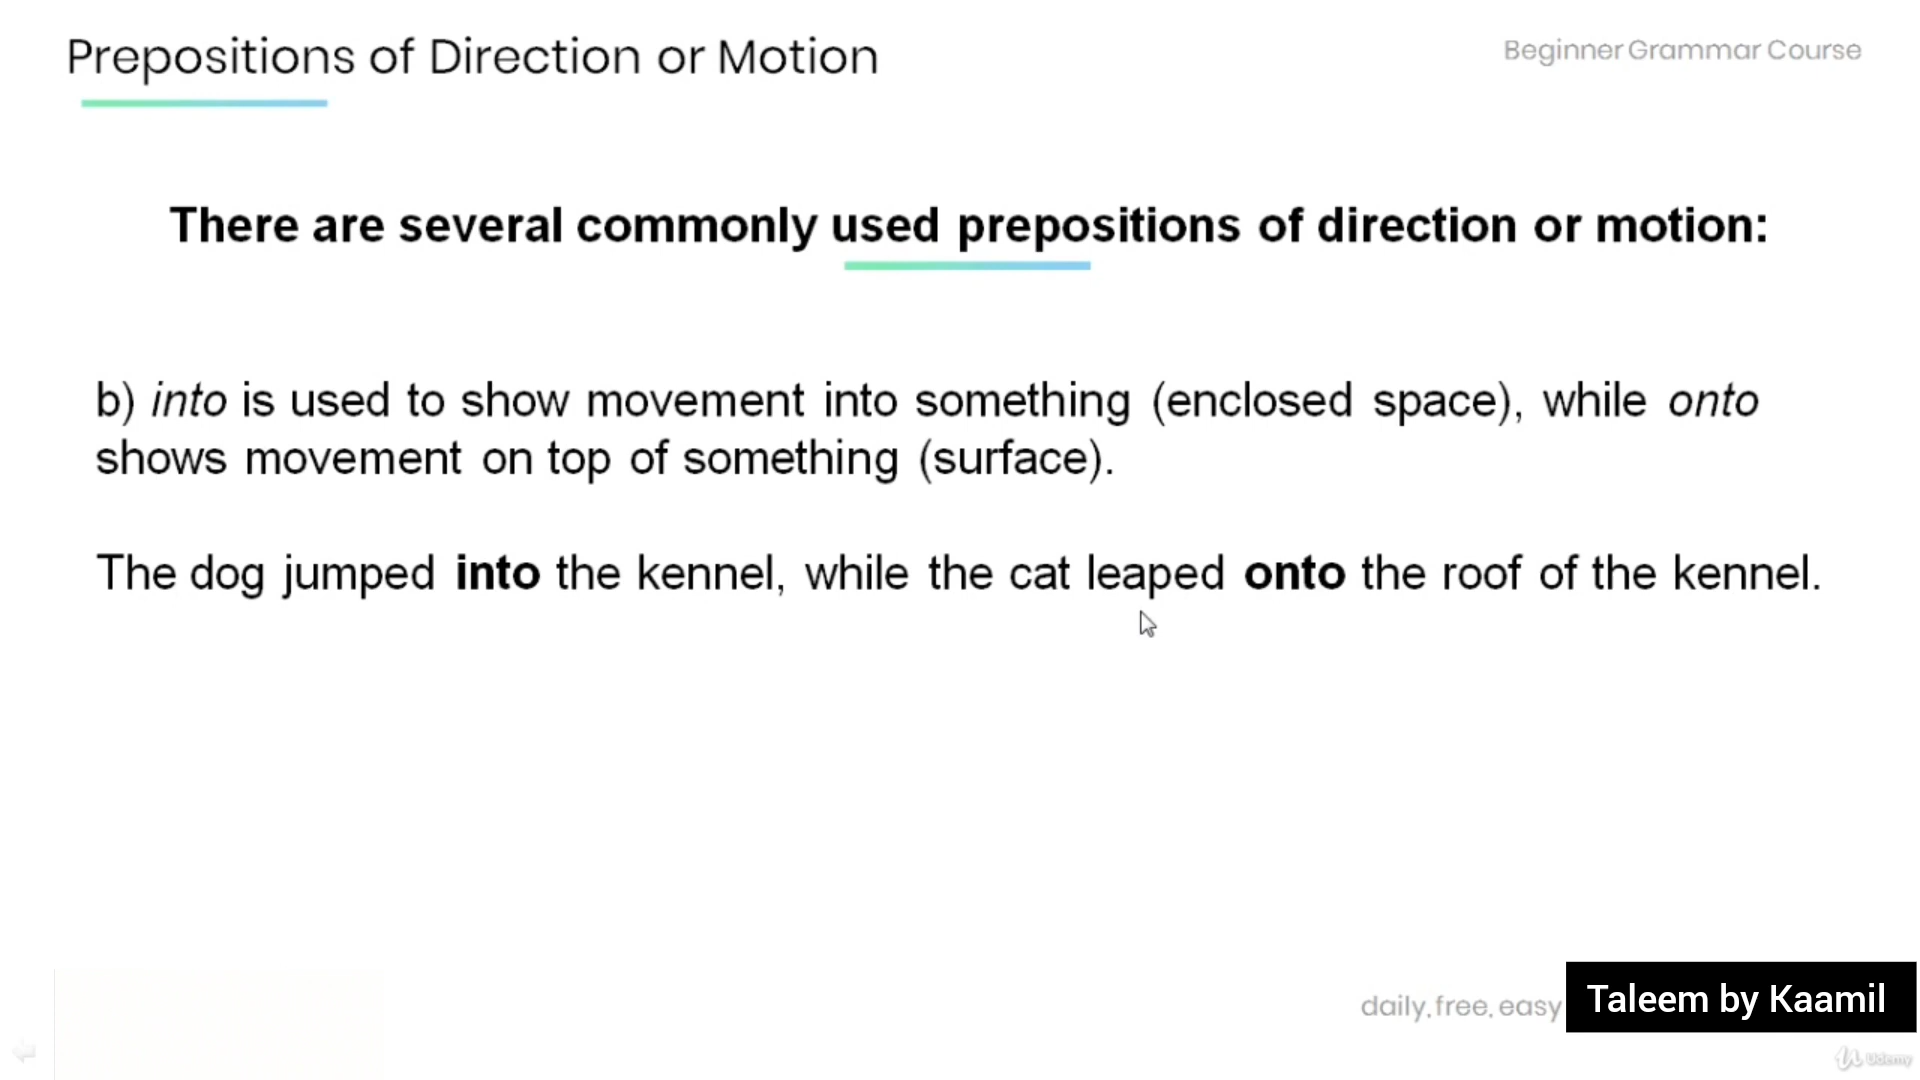 Prepositions of Direction or Motion
Beginner Grammar Course
There are several commonly used prepositions of direction or motion:
b) into is used to show movement into something (enclosed space), while onto
shows movement on top of something (surface).
The dog jumped into the kennel, while the cat leaped onto the roof of the kennel.
daily, free, easy
Taleem by Kaamil
Udemy